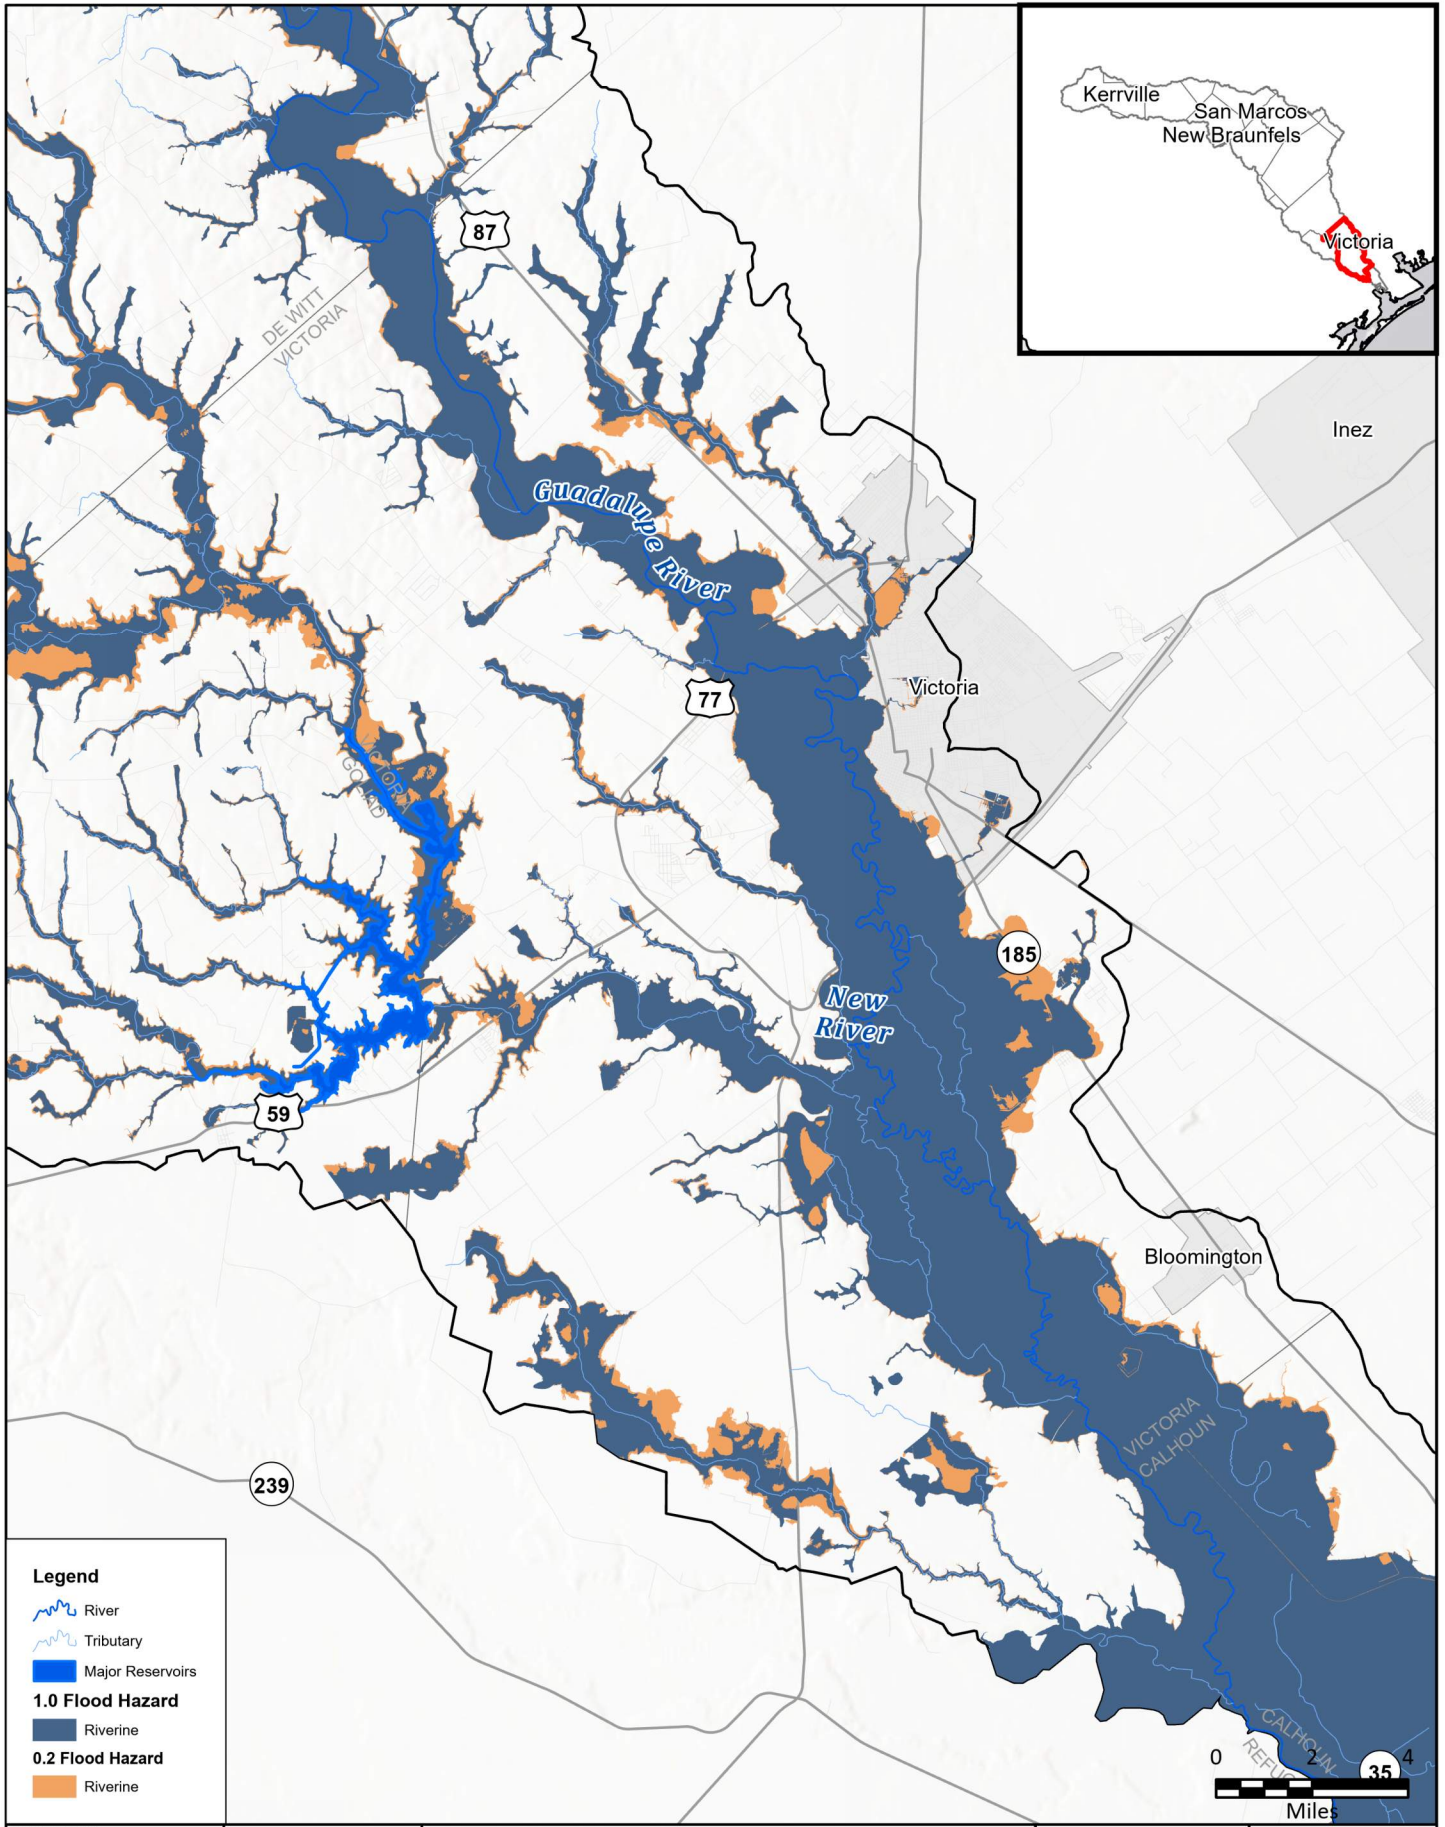 Kerrville
San Marcos
New Braunfels
Victoria
87
DE WITT
VICTORIA
Inez
Guadalupe River
77
Victoria
GOLIAD
185
New
River
59
Bloomington
VICTORIA
CALHOUN
239
Legend
River
Tributary
Major Reservoirs
1.0 Flood Hazard
Riverine
0.2 Flood Hazard
Riverine
CALHOUN
0 2 4
35
Miles